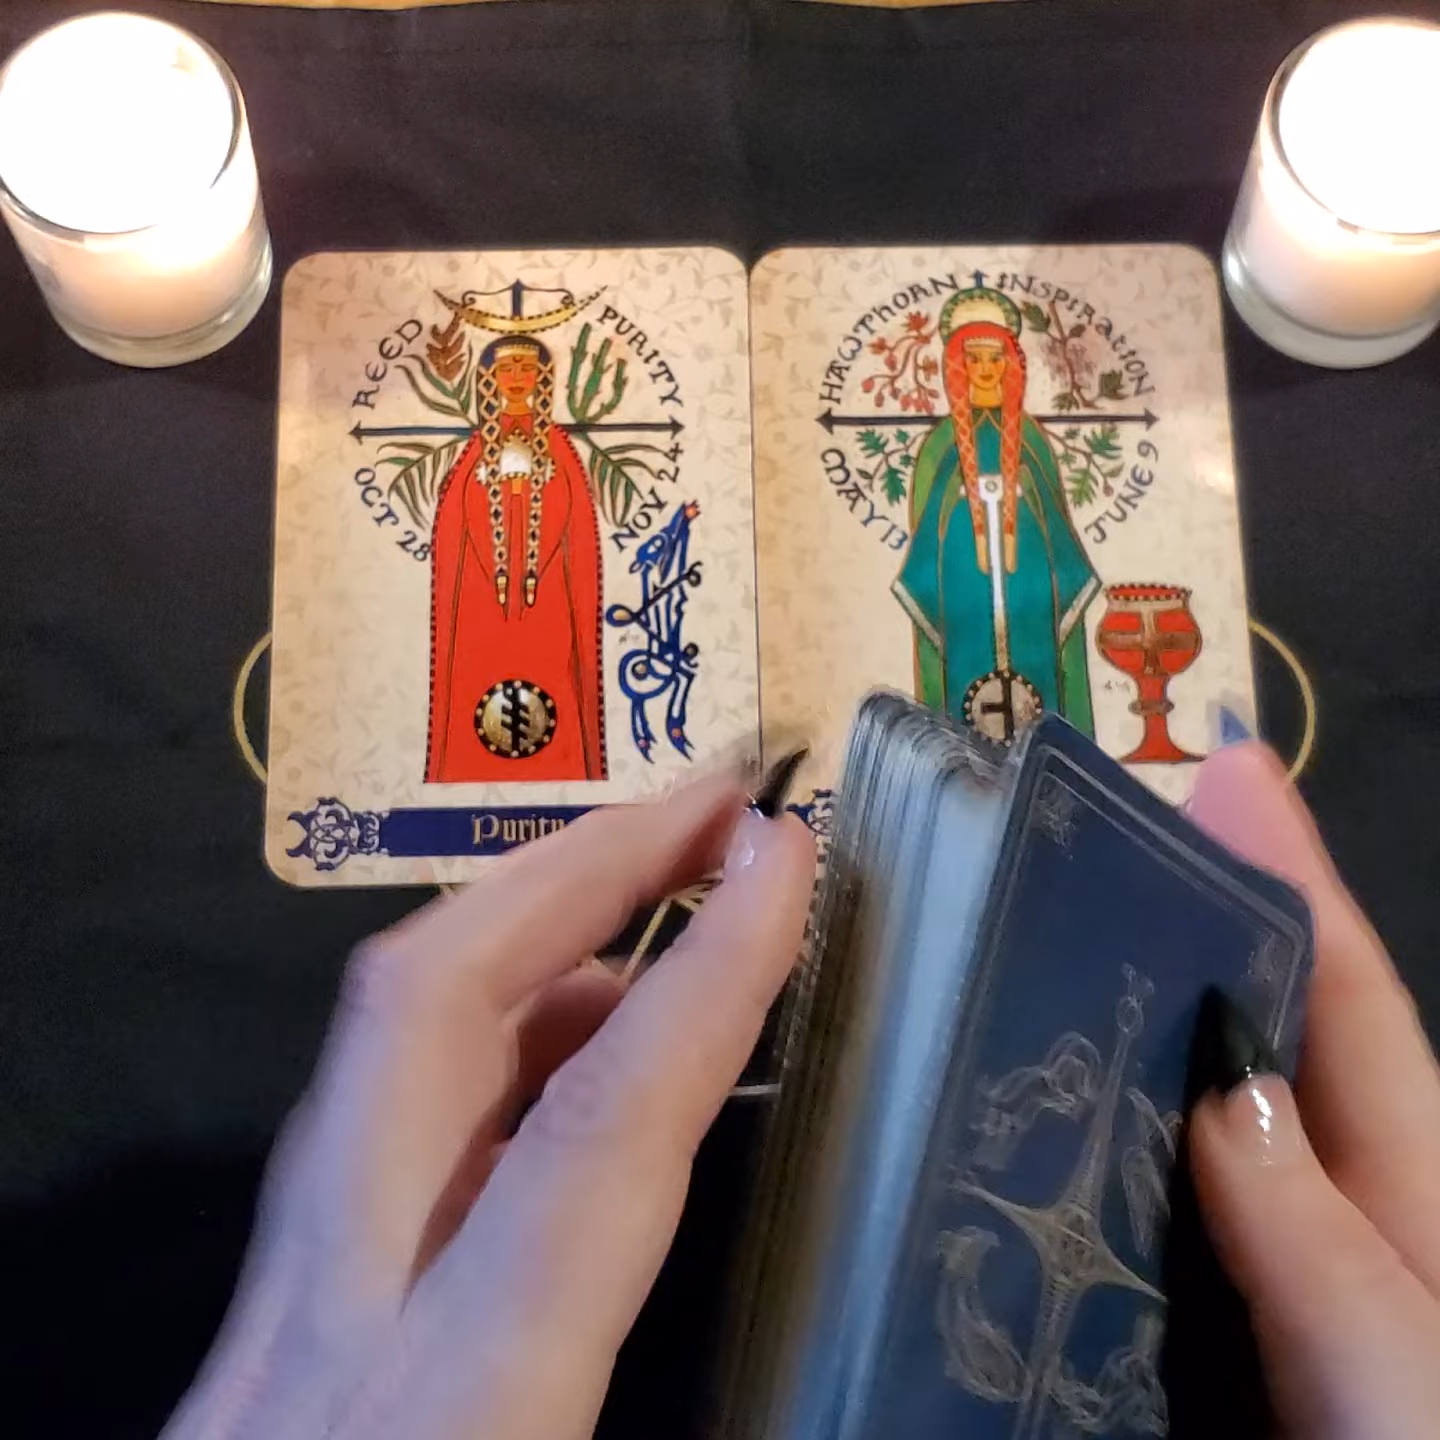 REED
PURITY
OCT 28
NOV 24
Purity
HAWTHORN INSPIRATION
MAY 13
JUNE 9